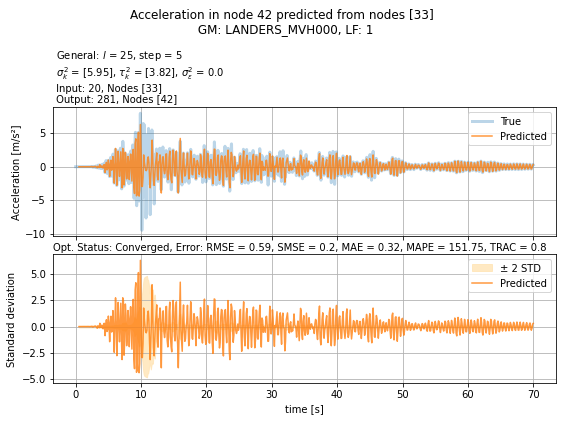 Acceleration in node 42 predicted from nodes [33]
GM: LANDERS_MVH000, LF: 1
General: l = 25, step = 5
σ²ₖ = [5.95], τ²ₖ = [3.82], σ²ε = 0.0
Input: 20, Nodes [33]
Output: 281, Nodes [42]
True
Predicted
Acceleration [m/s²]
5
0
−5
−10
Opt. Status: Converged, Error: RMSE = 0.59, SMSE = 0.2, MAE = 0.32, MAPE = 151.75, TRAC = 0.8
± 2 STD
Predicted
Standard deviation
5.0
2.5
0.0
−2.5
−5.0
0 10 20 30 40 50 60 70
time [s]